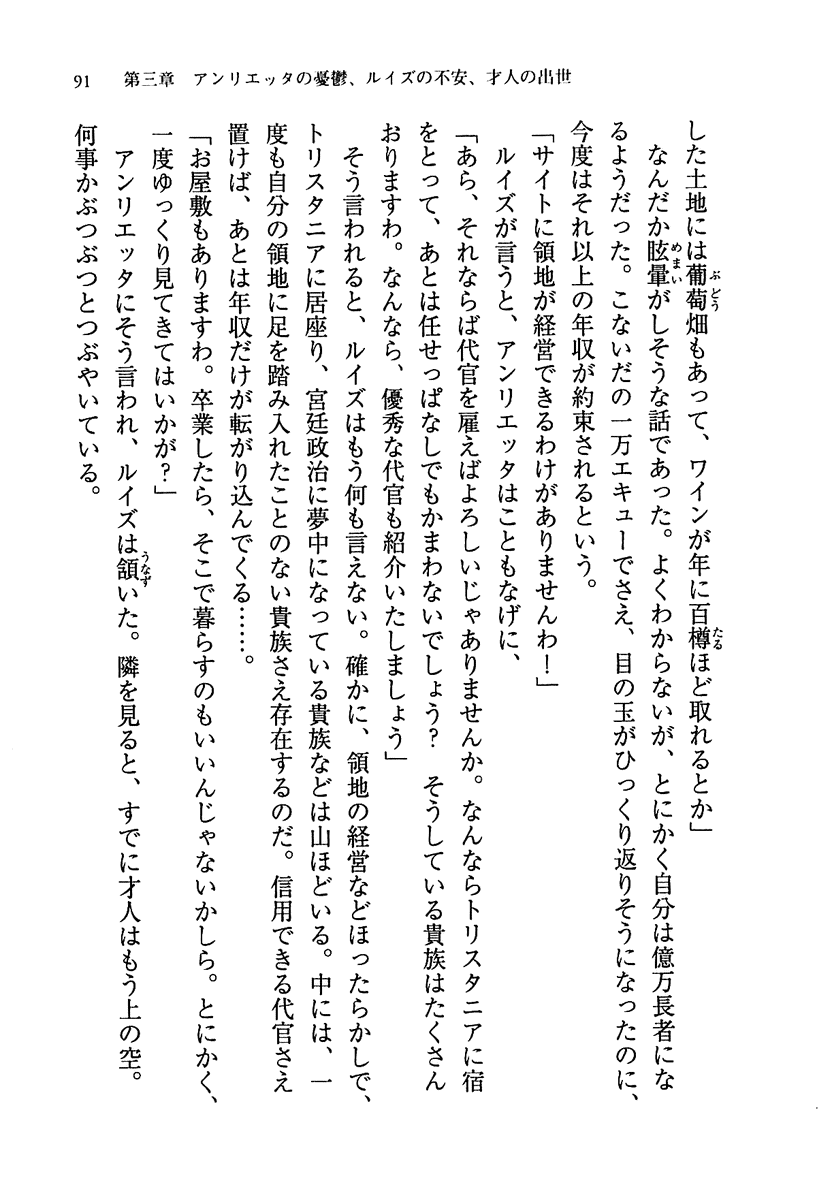 91　第三章　アンリエッタの憂鬱、ルイズの不安、才人の出世
した土地には葡萄畑もあって、ワインが年に百樽ほど取れるとか」
　なんだか眩暈がしそうな話であった。よくわからないが、とにかく自分は億万長者にな
るようだった。こないだの一万エキューでさえ、目の玉がひっくり返りそうになったのに、
今度はそれ以上の年収が約束されるという。
「サイトに領地が経営できるわけがありませんわ！」
　ルイズが言うと、アンリエッタはこともなげに、
「あら、それならば代官を雇えばよろしいじゃありませんか。なんならトリスタニアに宿
をとって、あとは任せっぱなしでもかまわないでしょう？　そうしている貴族はたくさん
おりますわ。なんなら、優秀な代官も紹介いたしましょう」
　そう言われると、ルイズはもう何も言えない。確かに、領地の経営などほったらかしで、
トリスタニアに居座り、宮廷政治に夢中になっている貴族などは山ほどいる。中には、一
度も自分の領地に足を踏み入れたことのない貴族さえ存在するのだ。信用できる代官さえ
置けば、あとは年収だけが転がり込んでくる……。
「お屋敷もありますわ。卒業したら、そこで暮らすのもいいんじゃないかしら。とにかく、
一度ゆっくり見てきてはいかが？」
　アンリエッタにそう言われ、ルイズは頷いた。隣を見ると、すでに才人はもう上の空。
何事かぶつぶつとつぶやいている。